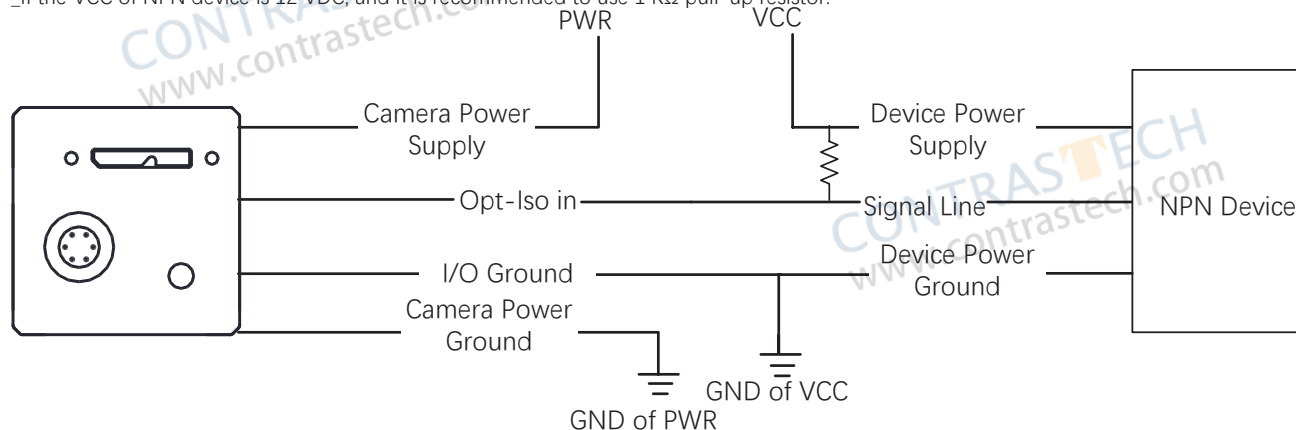 _If the VCC of NPN device is 12 VDC, and it is recommended to use 1 KΩ pull-up resistor.
PWR
VCC
CONTRASTECH
www.contrastech.com
Camera Power
Supply
Device Power
Supply
Opt-Iso in
Signal Line
NPN Device
CONTRASTECH
www.contrastech.com
I/O Ground
Device Power
Ground
Camera Power
Ground
GND of VCC
GND of PWR